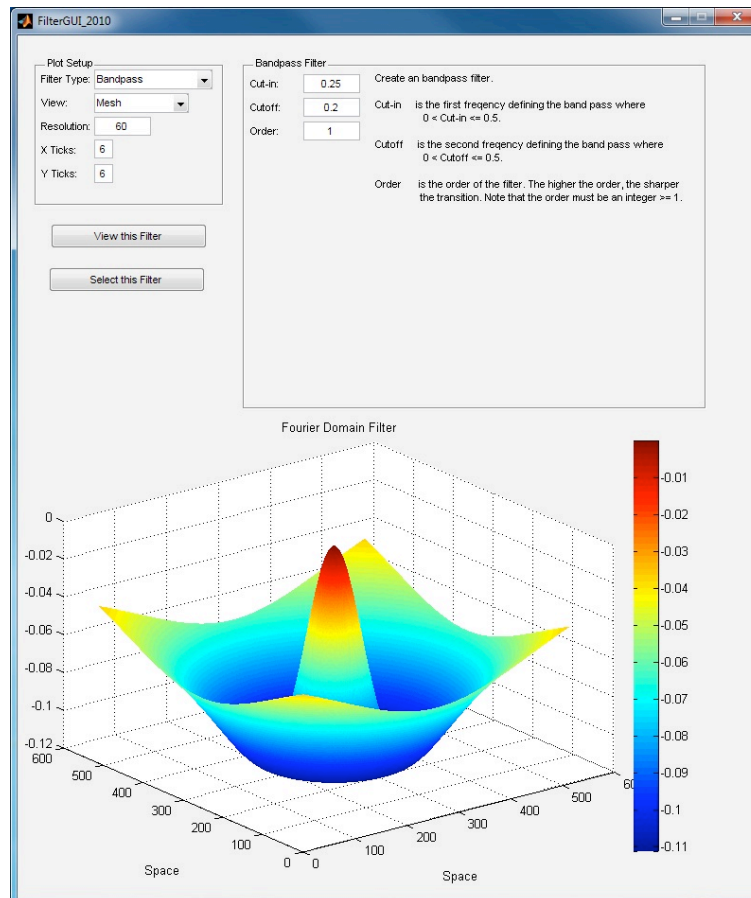 FilterGUI_2010
Plot Setup
Filter Type: Bandpass
View: Mesh
Resolution: 60
X Ticks: 6
Y Ticks: 6
View this Filter
Select this Filter
Bandpass Filter
Cut-in: 0.25
Cutoff: 0.2
Order: 1
Create an bandpass filter.
Cut-in is the first freqency defining the band pass where
0 < Cut-in <= 0.5.
Cutoff is the second freqency defining the band pass where
0 < Cutoff <= 0.5.
Order is the order of the filter. The higher the order, the sharper
the transition. Note that the order must be an integer >= 1.
Fourier Domain Filter
0
-0.02
-0.04
-0.06
-0.08
-0.1
-0.12
600
500
400
300
200
100
0
Space
0
100
200
300
400
500
Space
-0.01
-0.02
-0.03
-0.04
-0.05
-0.06
-0.07
-0.08
-0.09
-0.1
-0.11